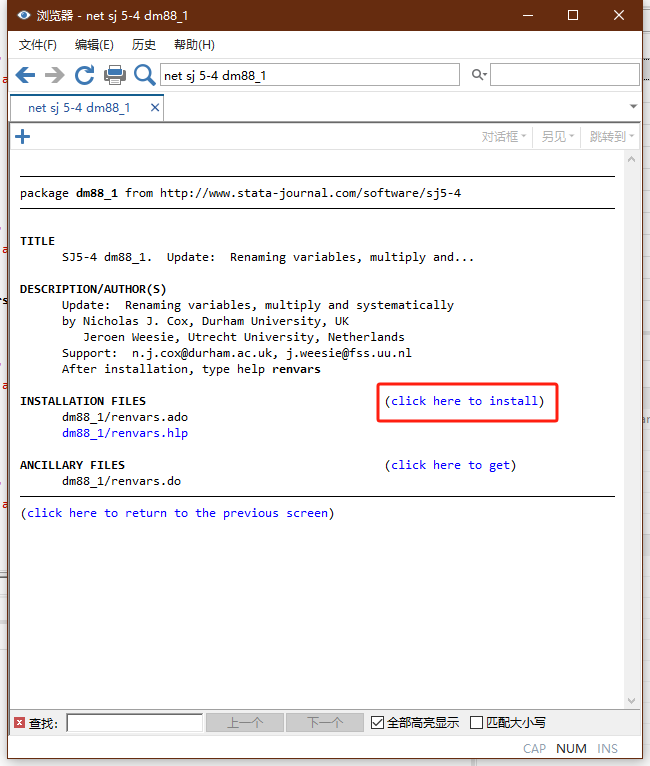 浏览器 - net sj 5-4 dm88_1
文件(F) 编辑(E) 历史 帮助(H)
net sj 5-4 dm88_1
net sj 5-4 dm88_1
对话框 另见 跳转到
package dm88_1 from http://www.stata-journal.com/software/sj5-4
TITLE
SJ5-4 dm88_1. Update: Renaming variables, multiply and...
DESCRIPTION/AUTHOR(S)
Update: Renaming variables, multiply and systematically
by Nicholas J. Cox, Durham University, UK
Jeroen Weesie, Utrecht University, Netherlands
Support: n.j.cox@durham.ac.uk, j.weesie@fss.uu.nl
After installation, type help renvars
INSTALLATION FILES (click here to install)
dm88_1/renvars.ado
dm88_1/renvars.hlp
ANCILLARY FILES (click here to get)
dm88_1/renvars.do
(click here to return to the previous screen)
查找: 上一个 下一个 全部高亮显示 匹配大小写
CAP NUM INS